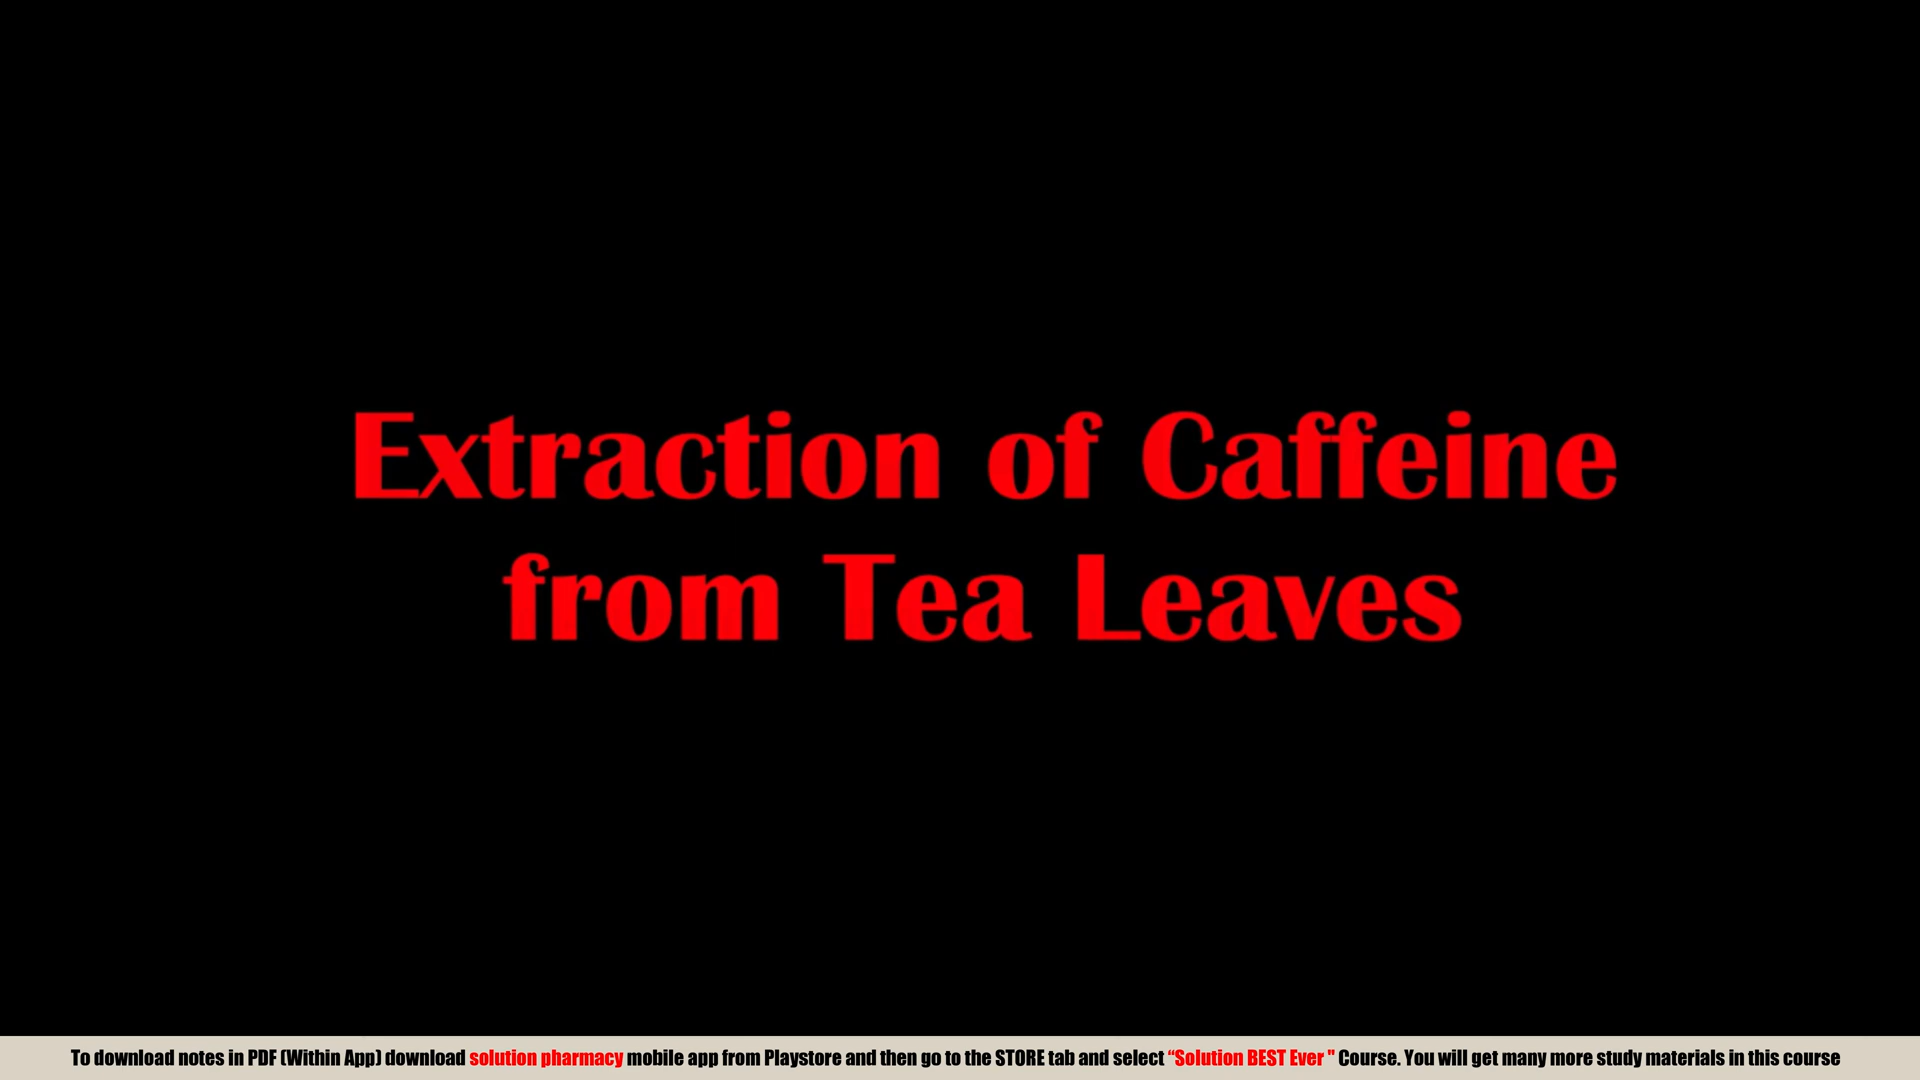 Extraction of Caffeine
from Tea Leaves
To download notes in PDF (Within App) download solution pharmacy mobile app from Playstore and then go to the STORE tab and select “Solution BEST Ever " Course. You will get many more study materials in this course